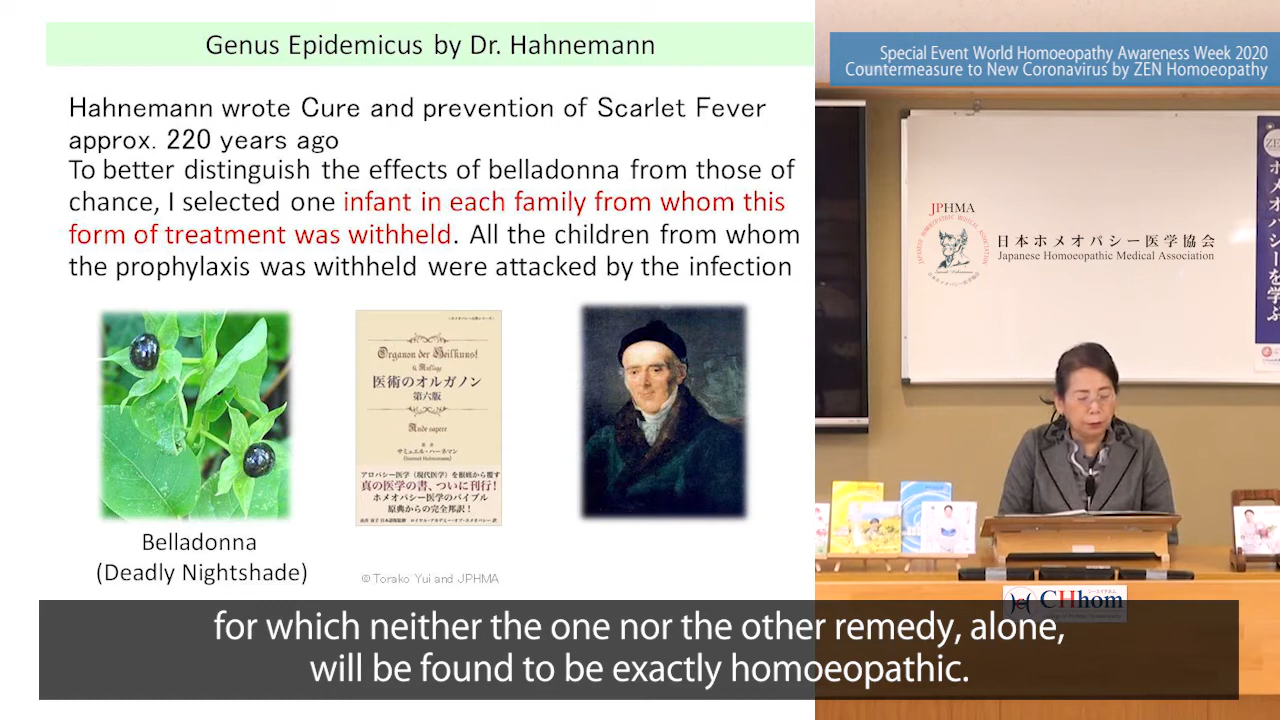 Genus Epidemicus by Dr. Hahnemann
Hahnemann wrote Cure and prevention of Scarlet Fever
approx. 220 years ago
To better distinguish the effects of belladonna from those of
chance, I selected one infant in each family from whom this
form of treatment was withheld. All the children from whom
the prophylaxis was withheld were attacked by the infection
Organon der Heilkunst
6. Auflage
医術のオルガノン
第六版
Aude sapere
サミュエル・ハーネマン
(Samuel Hahnemann)
アロパシー医学(現代医学)を根底から覆す
真の医学の書、ついに刊行!
ホメオパシー医学のバイブル
原典からの完全邦訳!
Belladonna
(Deadly Nightshade)
© Torako Yui and JPHMA
Special Event World Homoeopathy Awareness Week 2020
Countermeasure to New Coronavirus by ZEN Homoeopathy
JPHMA
JAPANESE HOMOEOPATHIC MEDICAL ASSOCIATION
日本ホメオパシー医学協会
Japanese Homoeopathic Medical Association
ホメオパシーを学ぶ
CHhom
for which neither the one nor the other remedy, alone,
will be found to be exactly homoeopathic.